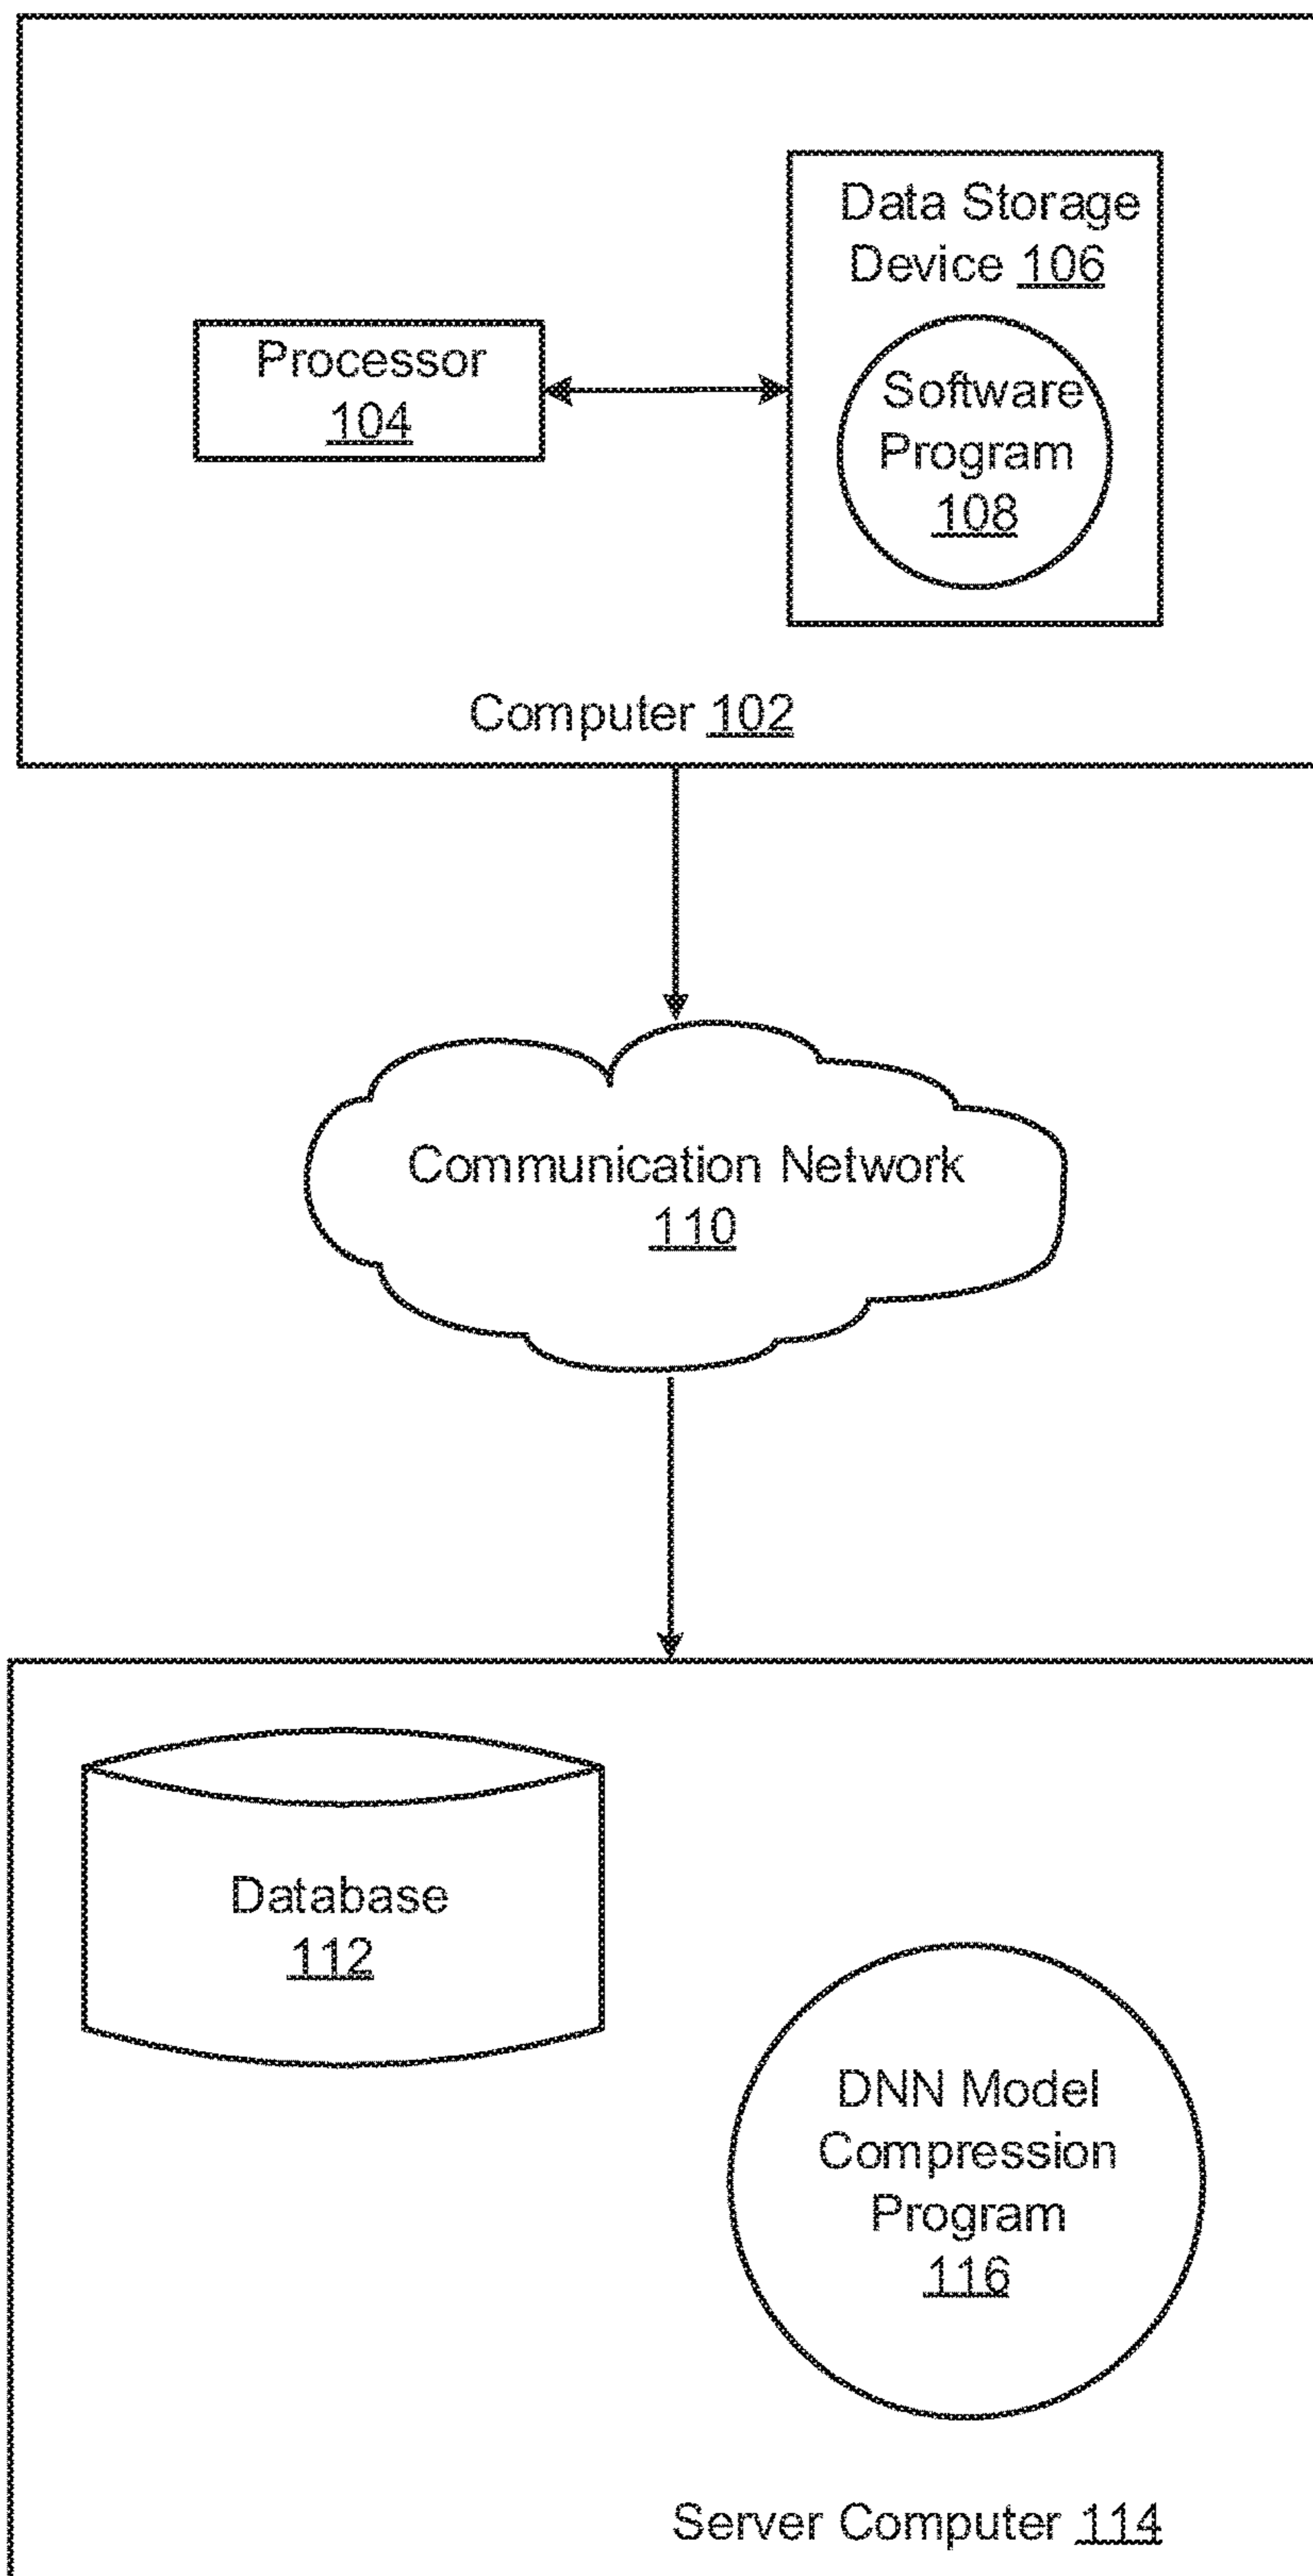 Data Storage
Device 106
Processor
104
Software
Program
108
Computer 102
Communication Network
110
Database
112
DNN Model
Compression
Program
116
Server Computer 114